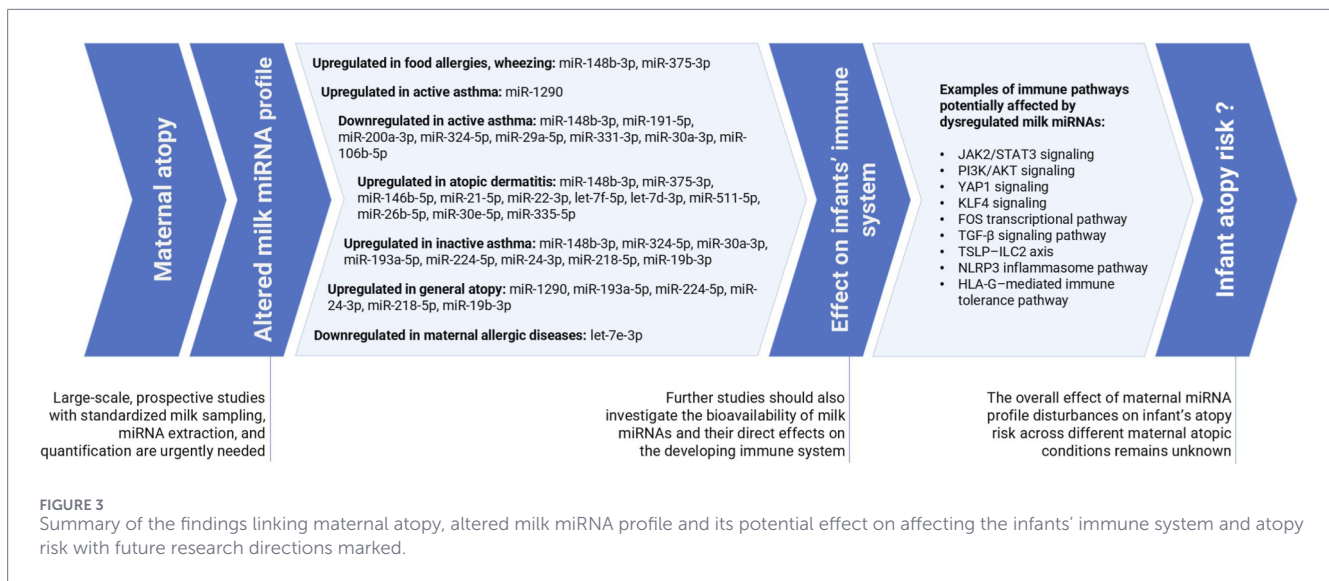 Maternal atopy
Altered milk miRNA profile
Upregulated in food allergies, wheezing: miR-148b-3p, miR-375-3p
Upregulated in active asthma: miR-1290
Downregulated in active asthma: miR-148b-3p, miR-191-5p,
miR-200a-3p, miR-324-5p, miR-29a-5p, miR-331-3p, miR-30a-3p, miR-
106b-5p
Upregulated in atopic dermatitis: miR-148b-3p, miR-375-3p,
miR-146b-5p, miR-21-5p, miR-22-3p, let-7f-5p, let-7d-3p, miR-511-5p,
miR-26b-5p, miR-30e-5p, miR-335-5p
Upregulated in inactive asthma: miR-148b-3p, miR-324-5p, miR-30a-3p,
miR-193a-5p, miR-224-5p, miR-24-3p, miR-218-5p, miR-19b-3p
Upregulated in general atopy: miR-1290, miR-193a-5p, miR-224-5p, miR-
24-3p, miR-218-5p, miR-19b-3p
Downregulated in maternal allergic diseases: let-7e-3p
Effect on infants' immune
system
Examples of immune pathways
potentially affected by
dysregulated milk miRNAs:
• JAK2/STAT3 signaling
• PI3K/AKT signaling
• YAP1 signaling
• KLF4 signaling
• FOS transcriptional pathway
• TGF-β signaling pathway
• TSLP–ILC2 axis
• NLRP3 inflammasome pathway
• HLA-G–mediated immune
tolerance pathway
Infant atopy risk ?
Large-scale, prospective studies
with standardized milk sampling,
miRNA extraction, and
quantification are urgently needed
Further studies should also
investigate the bioavailability of milk
miRNAs and their direct effects on
the developing immune system
The overall effect of maternal miRNA
profile disturbances on infant's atopy
risk across different maternal atopic
conditions remains unknown
FIGURE 3
Summary of the findings linking maternal atopy, altered milk miRNA profile and its potential effect on affecting the infants' immune system and atopy
risk with future research directions marked.